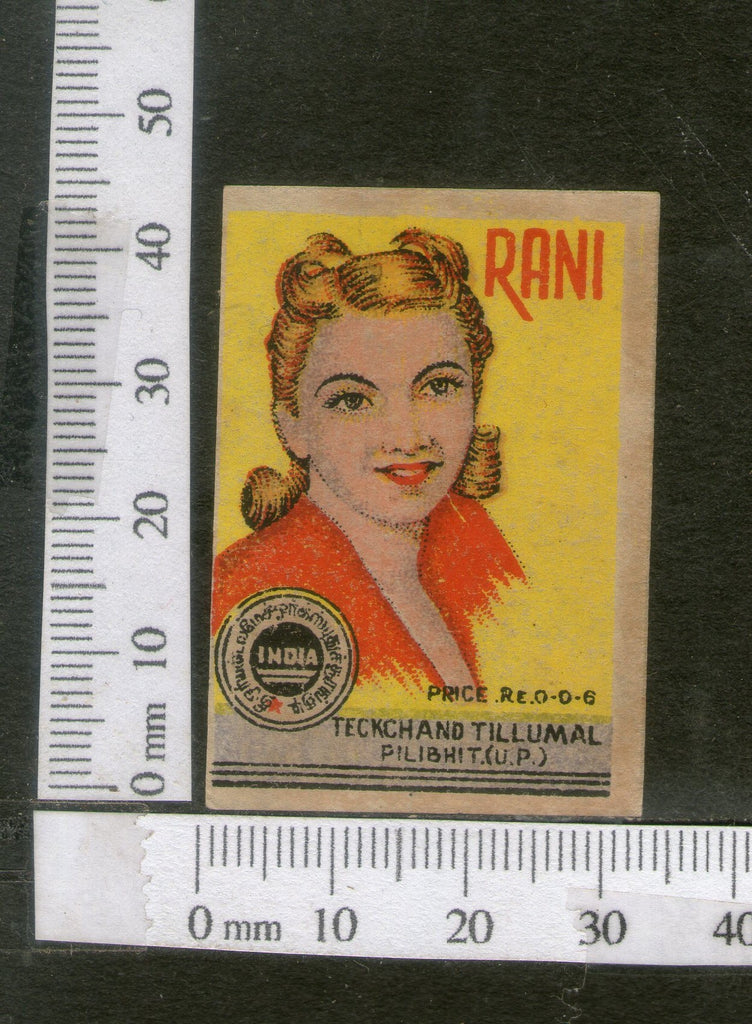 50
40
30
20
10
0 mm
RANI
INDIA
PRICE .RE.0-0-6
TECKCHAND TILLUMAL
PILIBHIT.(U.P.)
0 mm 10 20 30 40